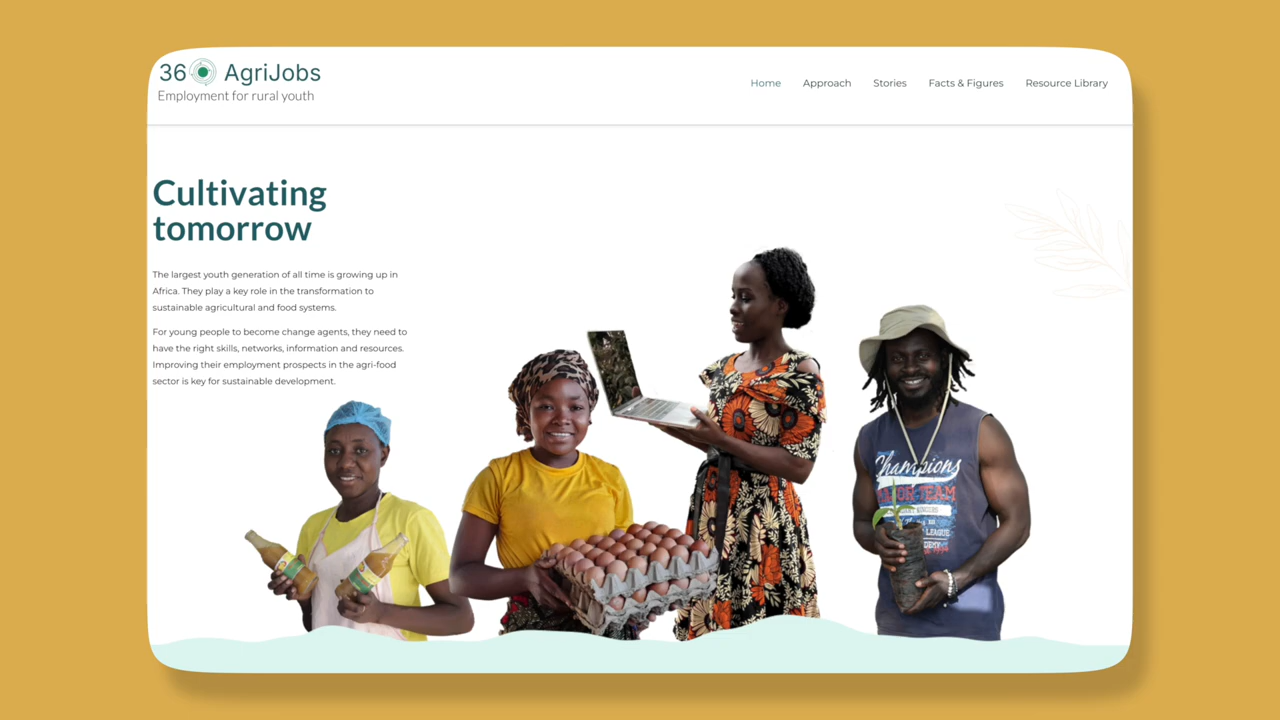 36 AgriJobs
Employment for rural youth
Home Approach Stories Facts & Figures Resource Library
Cultivating
tomorrow
The largest youth generation of all time is growing up in
Africa. They play a key role in the transformation to
sustainable agricultural and food systems.
For young people to become change agents, they need to
have the right skills, networks, information and resources.
Improving their employment prospects in the agri-food
sector is key for sustainable development.
Champions
MAJOR TEAM
LEAGUE